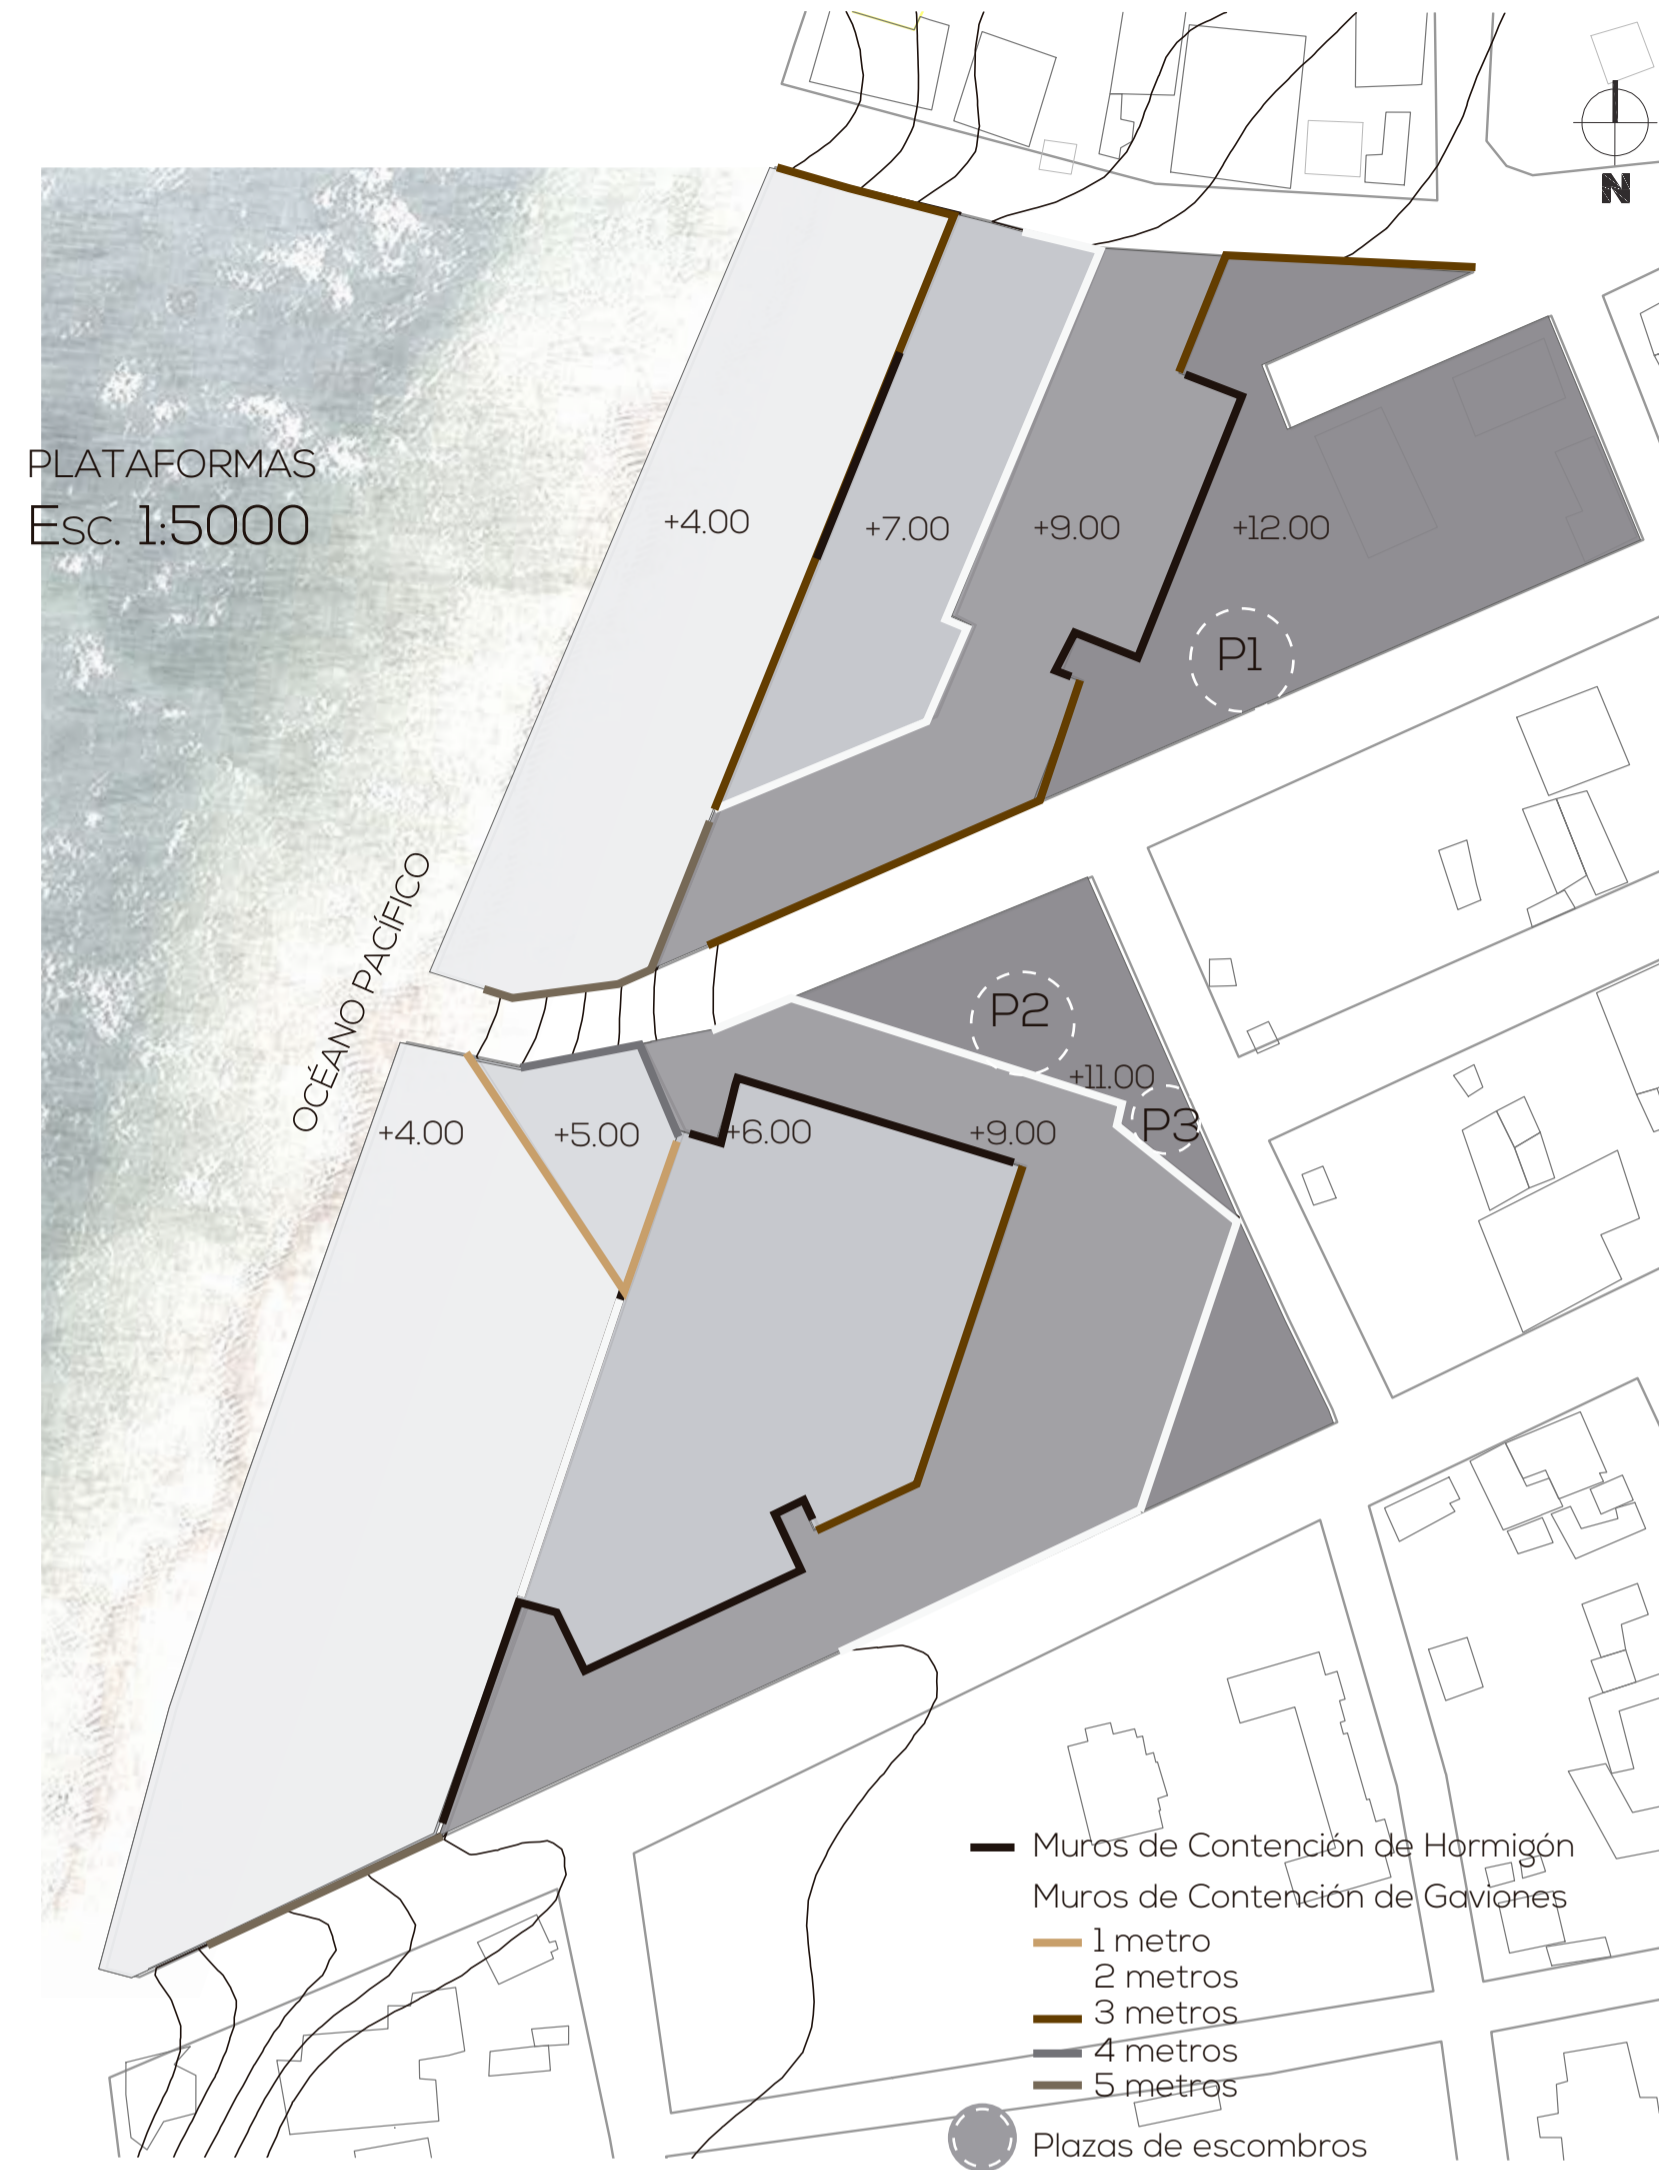 N
PLATAFORMAS
Esc. 1:5000
+4.00
+7.00
+9.00
+12.00
P1
OCÉANO PACÍFICO
P2
+11.00
P3
+4.00
+5.00
+6.00
+9.00
Muros de Contención de Hormigón
Muros de Contención de Gaviones
1 metro
2 metros
3 metros
4 metros
5 metros
Plazas de escombros